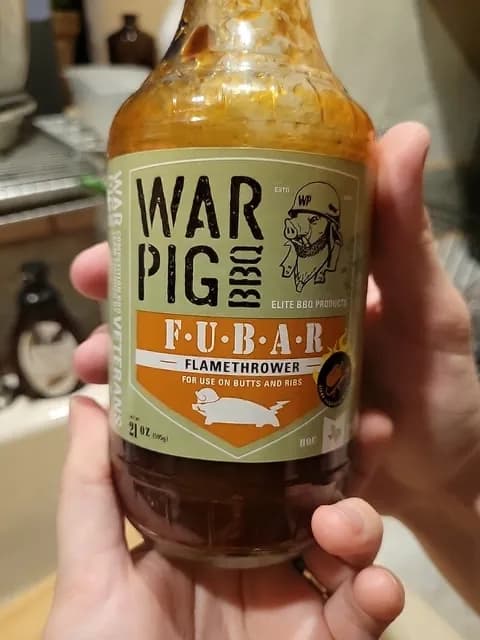 WAR
PIG
BBQ
ESTD
WP
ELITE BBQ PRODUCTS
F·U·B·A·R
FLAMETHROWER
FOR USE ON BUTTS AND RIBS
21 OZ (595g)
HOT
WAR
VETERANS